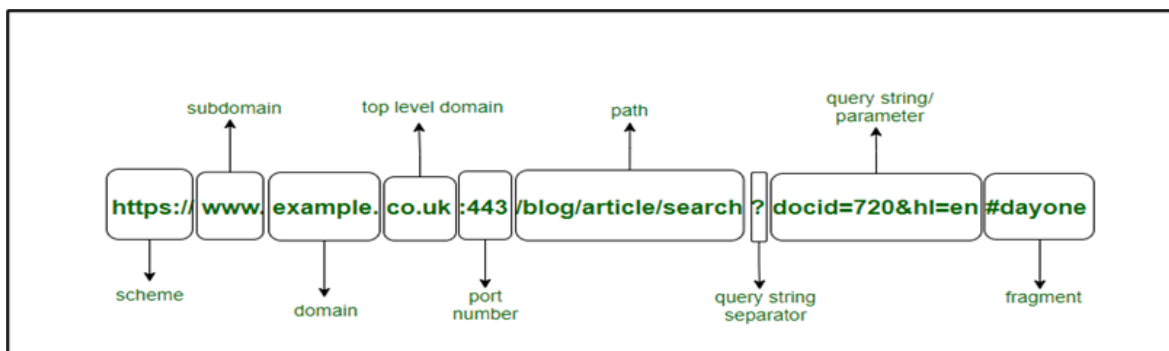 subdomain
top level domain
path
query string/
parameter
https:// www. example. co.uk :443 /blog/article/search ? docid=720&hl=en #dayone
scheme
domain
port
number
query string
separator
fragment